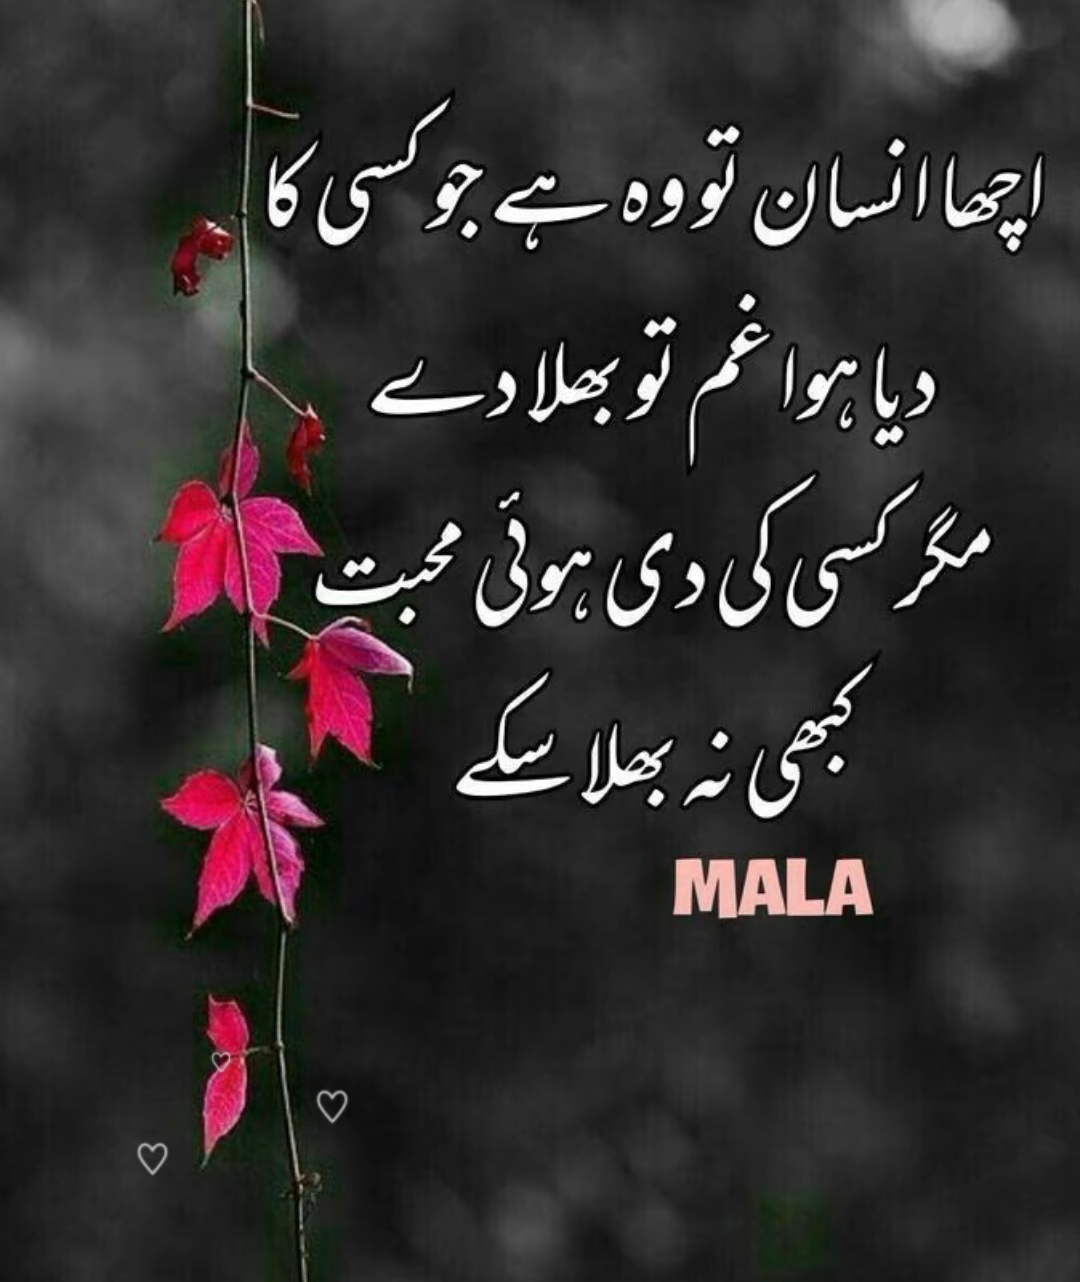 اچھا انسان تو وہ ہے جو کسی کا
دیا ہوا غم تو بھلا دے
مگر کسی کی دی ہوئی محبت
کبھی نہ بھلا سکے
MALA